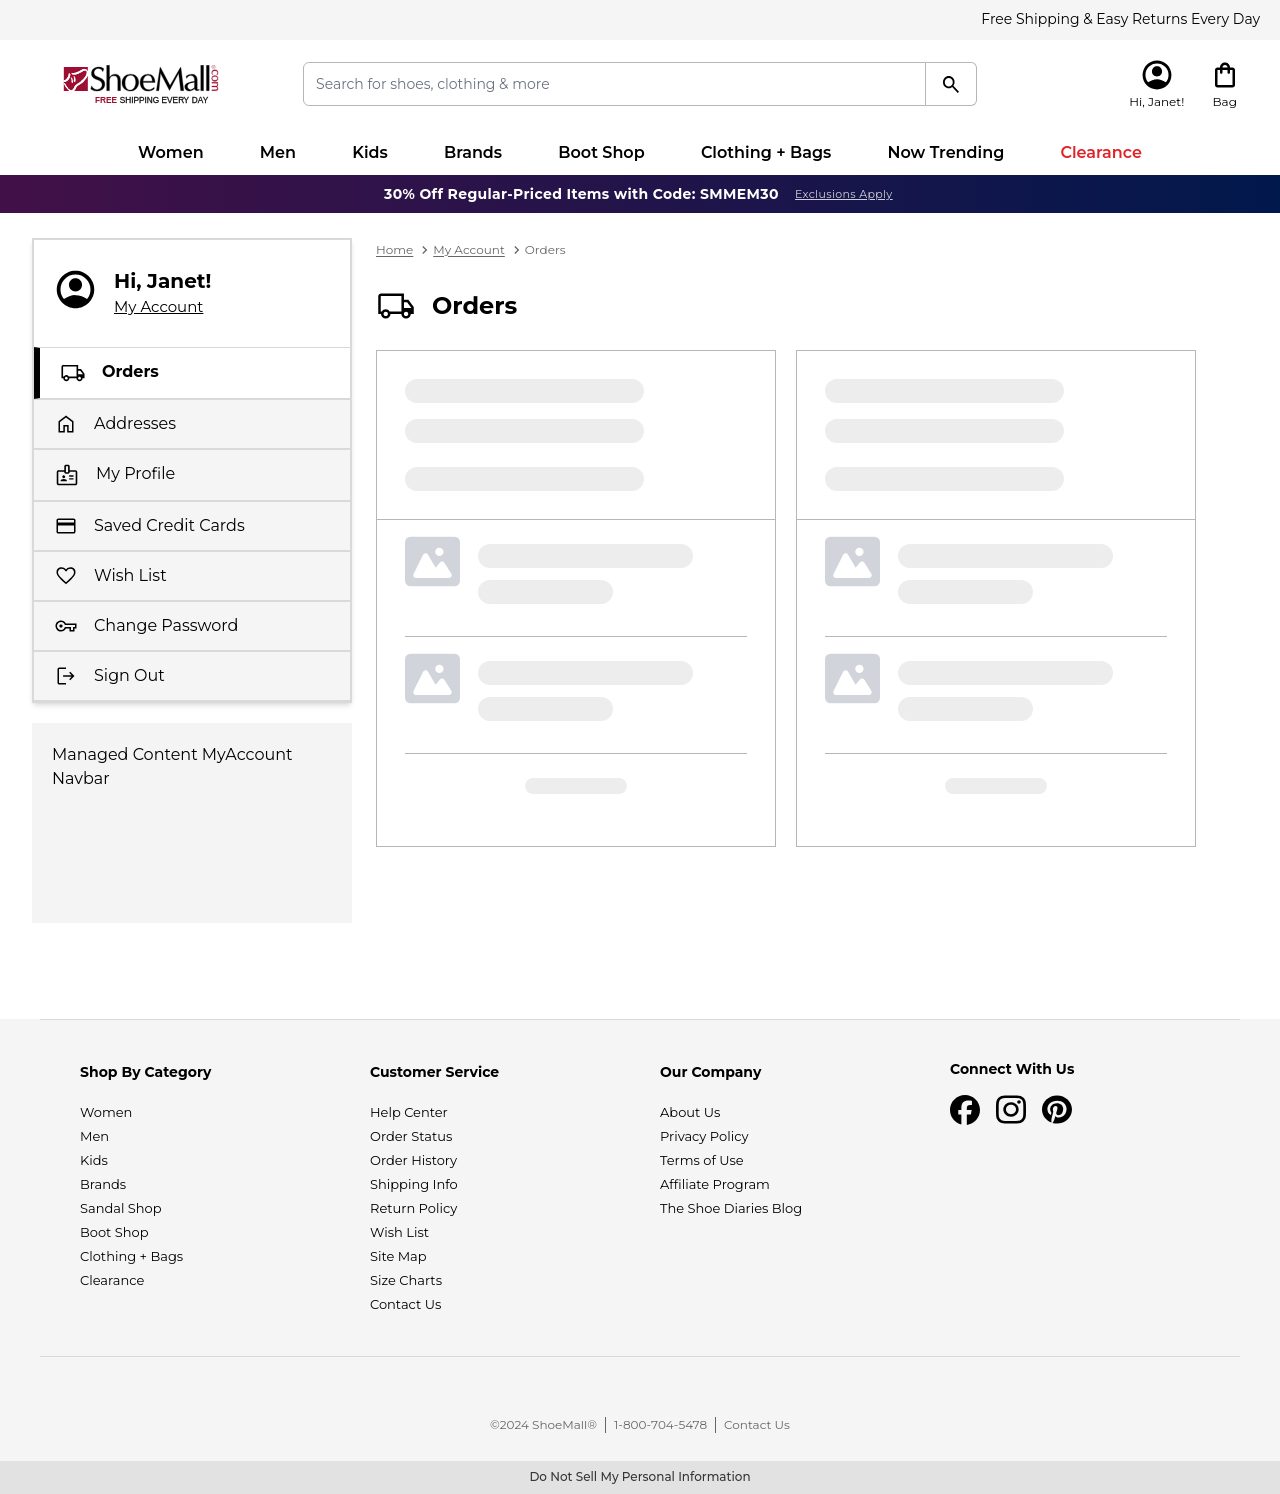 Free Shipping & Easy Returns Every Day
ShoeMall.com
FREE SHIPPING EVERY DAY
Search for shoes, clothing & more
Hi, Janet!
Bag
Women Men Kids Brands Boot Shop Clothing + Bags Now Trending Clearance
30% Off Regular-Priced Items with Code: SMMEM30 Exclusions Apply
Home My Account Orders
Hi, Janet!
My Account
Orders
Addresses
My Profile
Saved Credit Cards
Wish List
Change Password
Sign Out
Managed Content MyAccount
Navbar
Orders
Shop By Category
Women
Men
Kids
Brands
Sandal Shop
Boot Shop
Clothing + Bags
Clearance
Customer Service
Help Center
Order Status
Order History
Shipping Info
Return Policy
Wish List
Site Map
Size Charts
Contact Us
Our Company
About Us
Privacy Policy
Terms of Use
Affiliate Program
The Shoe Diaries Blog
Connect With Us
©2024 ShoeMall® 1-800-704-5478 Contact Us
Do Not Sell My Personal Information